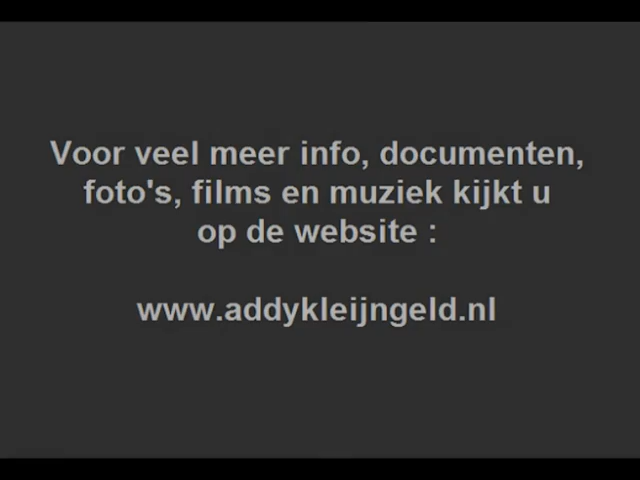 Voor veel meer info, documenten,
foto's, films en muziek kijkt u
op de website :
www.addykleijngeld.nl